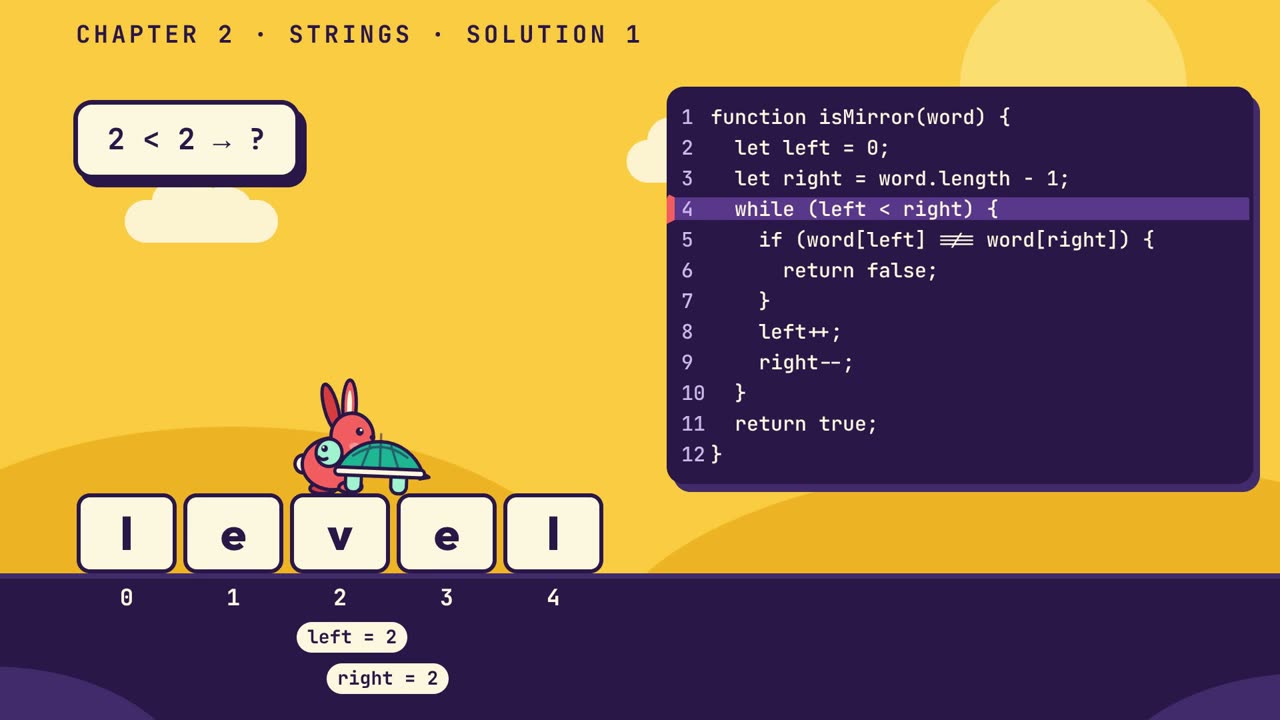 CHAPTER 2 · STRINGS · SOLUTION 1
2 < 2 → ?
1 function isMirror(word) {
2   let left = 0;
3   let right = word.length - 1;
4   while (left < right) {
5     if (word[left] !== word[right]) {
6       return false;
7     }
8     left++;
9     right--;
10   }
11   return true;
12 }
l e v e l
0 1 2 3 4
left = 2
right = 2